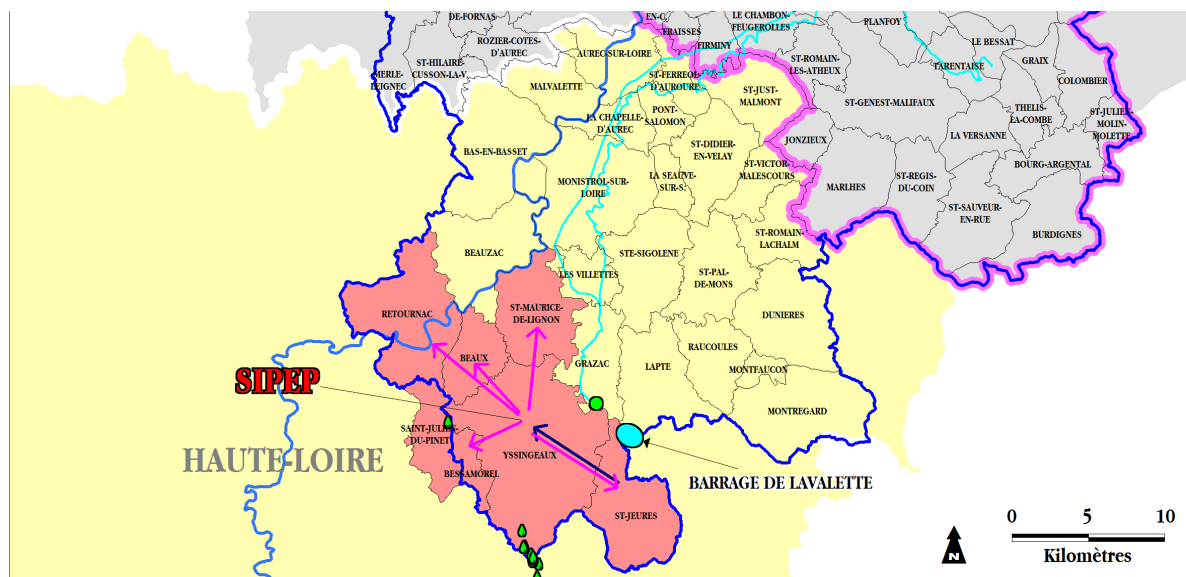 DE-FORNAS
EN-C.
LE CHAMBON-
FEUGEROLLES
PLANFOY
FRAISSES
FIRMINY
LE BESSAT
ROZIER-COTES-
D'AUREC
AUREC-SUR-LOIRE
ST-ROMAIN-
LES-ATHEUX
TARENTAISE
GRAIX
ST-HILAIRE-
CUSSON-LA-V.
MERLE-
LEIGNEC
ST-FERREOL-
D'AUROURE
COLOMBIER
MALVALETTE
ST-JUST-
MALMONT
ST-GENEST-MALIFAUX
THELIS-
LA-COMBE
ST-JULIEN-
MOLIN-
MOLETTE
LA CHAPELLE-
D'AUREC
PONT-
SALOMON
LA VERSANNE
JONZIEUX
BAS-EN-BASSET
ST-DIDIER-
EN-VELAY
ST-VICTOR-
MALESCOURS
BOURG-ARGENTAL
MONISTROL-SUR-
LOIRE
LA SEAUVE-
SUR-S.
MARLHES
ST-REGIS-
DU-COIN
ST-SAUVEUR-
EN-RUE
ST-ROMAIN-
LACHALM
BURDIGNES
BEAUZAC
STE-SIGOLENE
LES VILLETTES
ST-PAL-
DE-MONS
RETOURNAC
ST-MAURICE-
DE-LIGNON
DUNIERES
BEAUX
GRAZAC
LAPTE
RAUCOULES
MONTFAUCON
SIPEP
MONTREGARD
SAINT-JULIEN-
DU-PINET
HAUTE-LOIRE
BESSAMOREL
YSSINGEAUX
BARRAGE DE LAVALETTE
ST-JEURES
0 5 10
Kilomètres
N